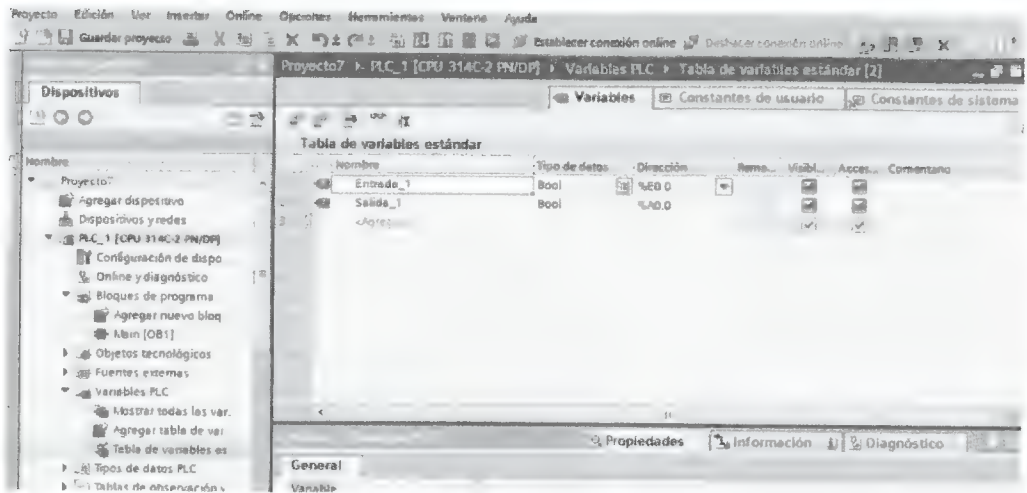 Proyecto Edición Ver Insertar Online Opciones Herramientas Ventana Ayuda
Guardar proyecto Establecer conexión online Deshacer conexión online
Proyecto7 PLC_1 [CPU 314C-2 PN/DP] Variables PLC Tabla de variables estándar [2]
Dispositivos
Variables Constantes de usuario Constantes de sistema
Tabla de variables estándar
Nombre
Nombre Tipo de datos Dirección Rema... Visibl... Acces... Comentario
Proyecto7
Entrada_1 Bool %E0.0
Agregar dispositivo
Salida_1 Bool %A0.0
Dispositivos y redes
<Agreg...
PLC_1 [CPU 314C-2 PN/DP]
Configuración de dispo
Online y diagnóstico
Bloques de programa
Agregar nuevo bloq
Main [OB1]
Objetos tecnológicos
Fuentes externas
Variables PLC
Mostrar todas las var.
Agregar tabla de var
Tabla de variables es
Tipos de datos PLC
Tablas de observación y
Propiedades Información Diagnóstico
General
Variable